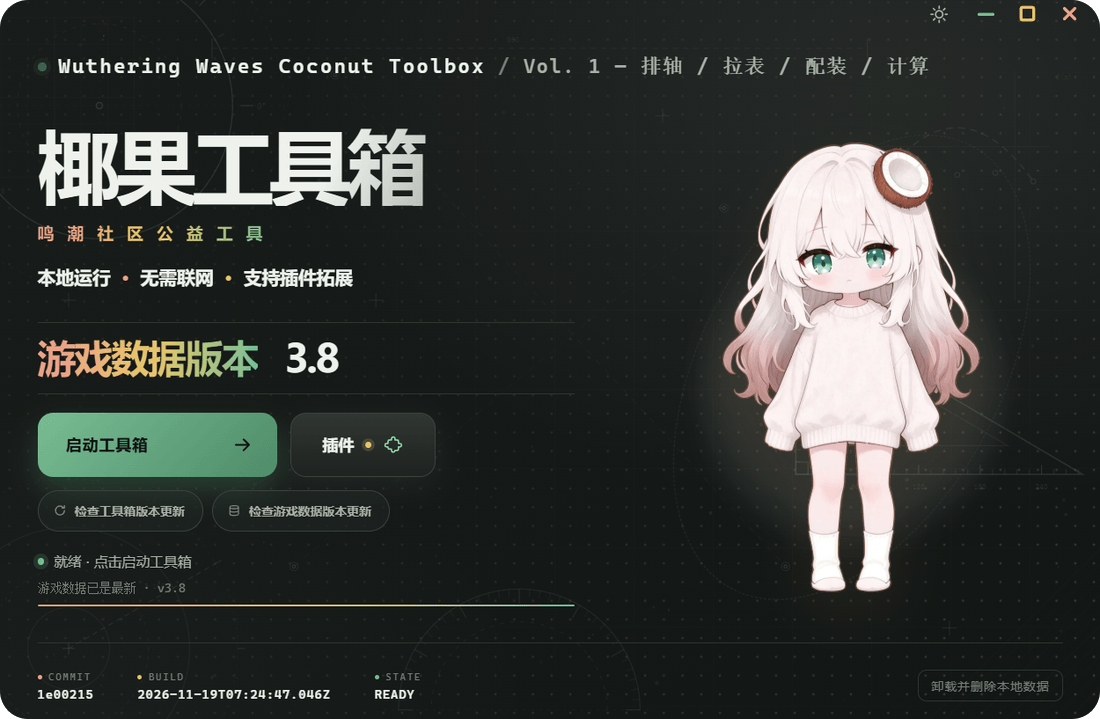 Wuthering Waves Coconut Toolbox / Vol. 1 — 排轴 / 拉表 / 配装 / 计算
椰果工具箱
鸣潮社区公益工具
本地运行 • 无需联网 • 支持插件拓展
游戏数据版本 3.8
启动工具箱 →
插件
检查工具箱版本更新
检查游戏数据版本更新
就绪 · 点击启动工具箱
游戏数据已是最新 · v3.8
COMMIT
1e00215
BUILD
2026-11-19T07:24:47.046Z
STATE
READY
卸载并删除本地数据